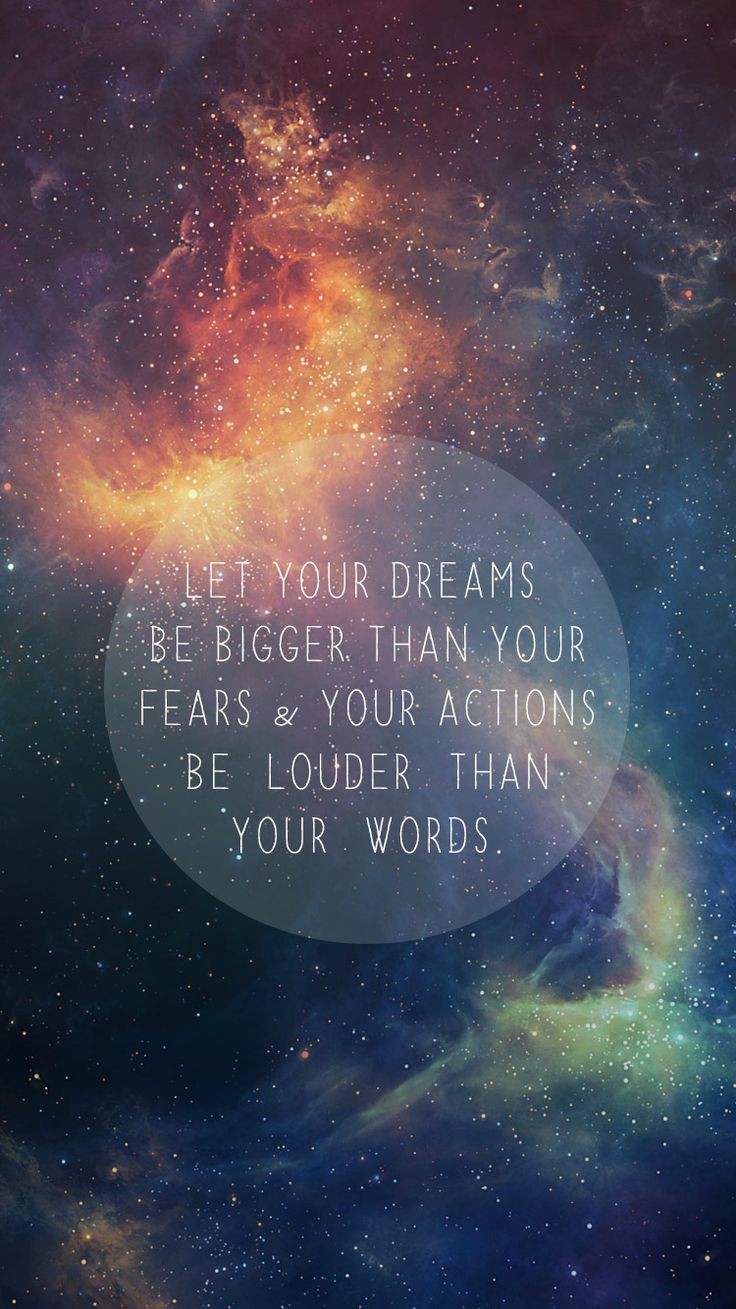 LET YOUR DREAMS
BE BIGGER THAN YOUR
FEARS & YOUR ACTIONS
BE LOUDER THAN
YOUR WORDS.